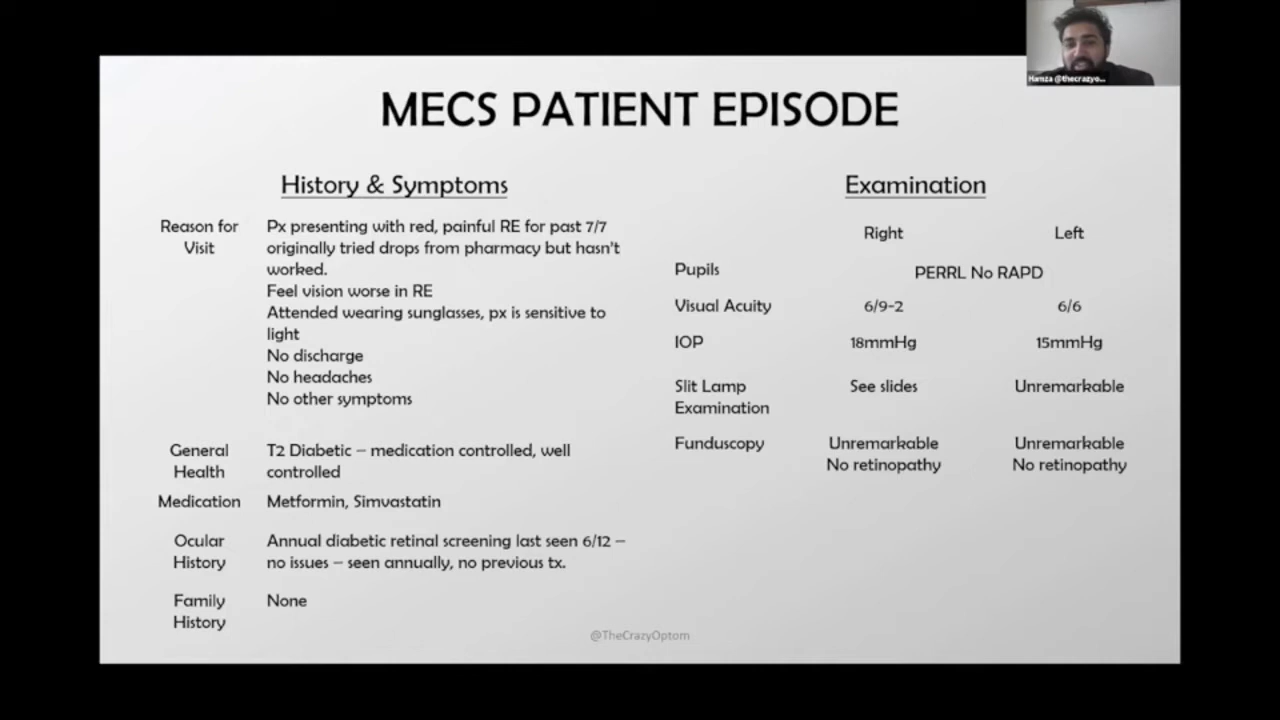 Hamza @thecrazyo...
MECS PATIENT EPISODE
History & Symptoms
Reason for
Visit
Px presenting with red, painful RE for past 7/7
originally tried drops from pharmacy but hasn't
worked.
Feel vision worse in RE
Attended wearing sunglasses, px is sensitive to
light
No discharge
No headaches
No other symptoms
General
Health
T2 Diabetic – medication controlled, well
controlled
Medication
Metformin, Simvastatin
Ocular
History
Annual diabetic retinal screening last seen 6/12 –
no issues – seen annually, no previous tx.
Family
History
None
Examination
Right
Left
Pupils
PERRL No RAPD
Visual Acuity
6/9-2
6/6
IOP
18mmHg
15mmHg
Slit Lamp
Examination
See slides
Unremarkable
Funduscopy
Unremarkable
No retinopathy
Unremarkable
No retinopathy
@TheCrazyOptom